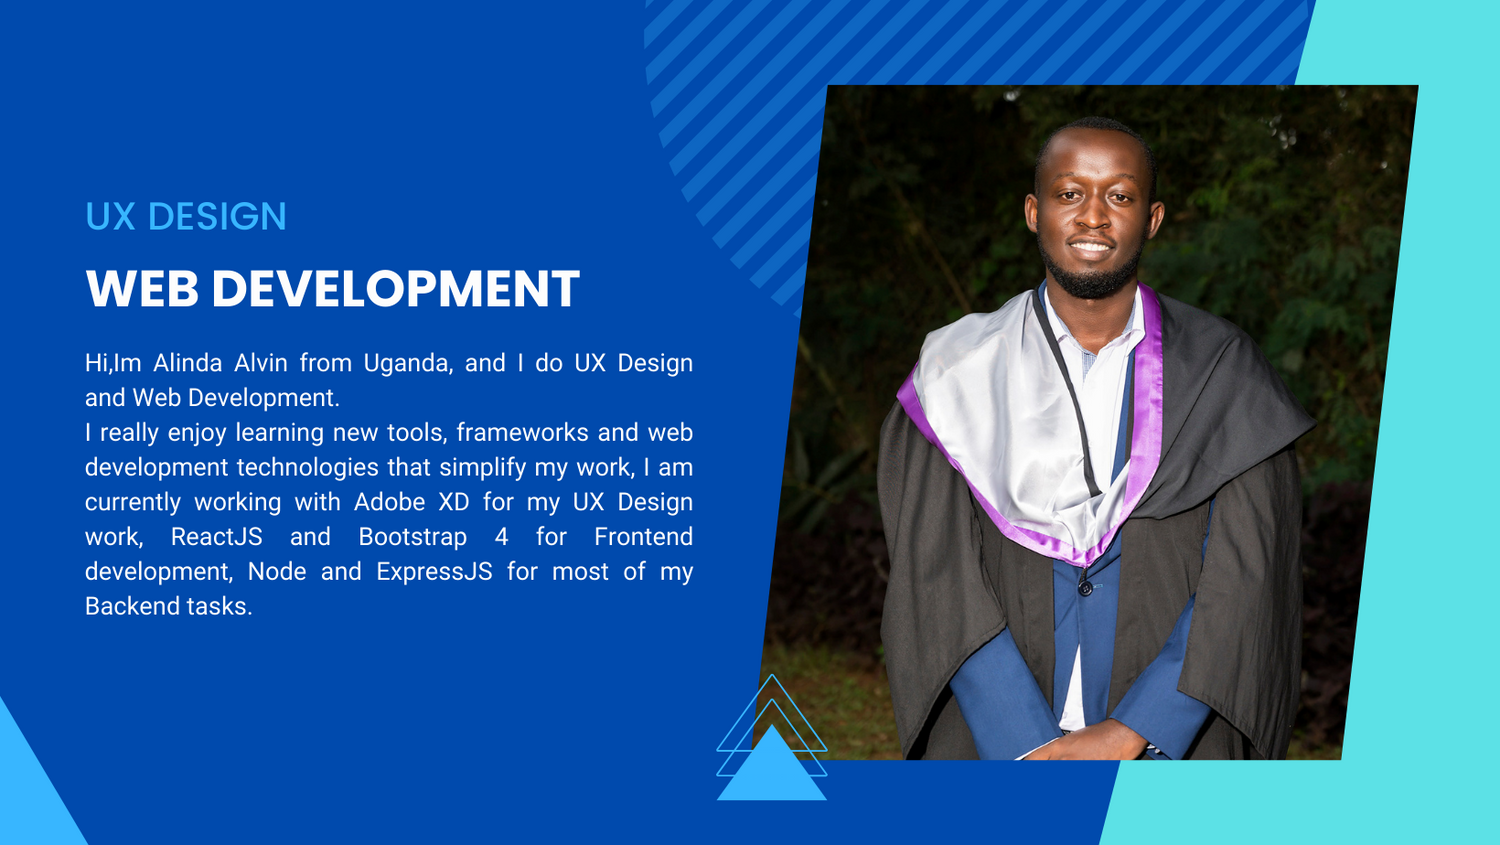 UX DESIGN
WEB DEVELOPMENT
Hi,Im Alinda Alvin from Uganda, and I do UX Design
and Web Development.
I really enjoy learning new tools, frameworks and web
development technologies that simplify my work, I am
currently working with Adobe XD for my UX Design
work, ReactJS and Bootstrap 4 for Frontend
development, Node and ExpressJS for most of my
Backend tasks.